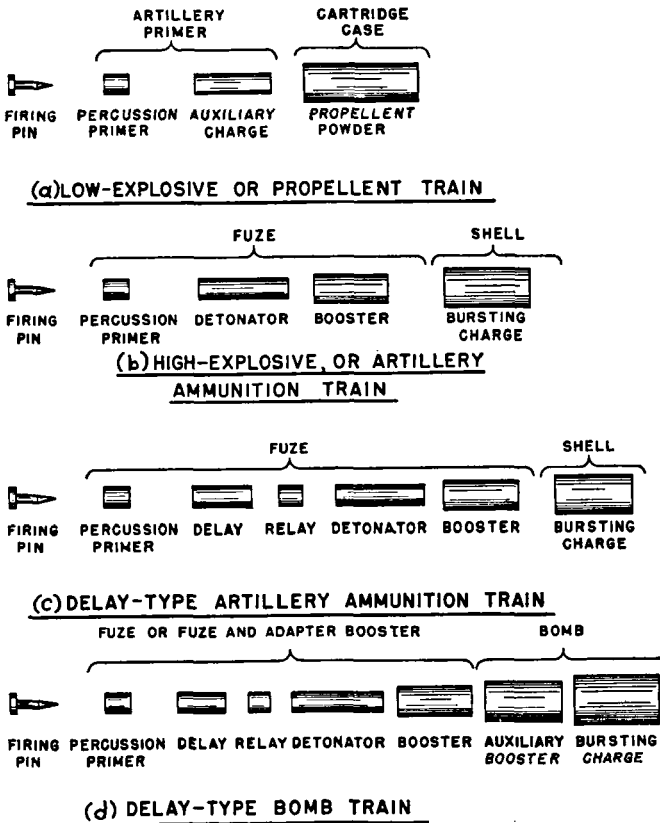 ARTILLERY PRIMER
CARTRIDGE CASE
FIRING PIN
PERCUSSION PRIMER
AUXILIARY CHARGE
PROPELLENT POWDER
(a) LOW-EXPLOSIVE OR PROPELLENT TRAIN
FUZE
SHELL
FIRING PIN
PERCUSSION PRIMER
DETONATOR
BOOSTER
BURSTING CHARGE
(b) HIGH-EXPLOSIVE, OR ARTILLERY
AMMUNITION TRAIN
FUZE
SHELL
FIRING PIN
PERCUSSION PRIMER
DELAY
RELAY
DETONATOR
BOOSTER
BURSTING CHARGE
(c) DELAY-TYPE ARTILLERY AMMUNITION TRAIN
FUZE OR FUZE AND ADAPTER BOOSTER
BOMB
FIRING PIN
PERCUSSION PRIMER
DELAY
RELAY
DETONATOR
BOOSTER
AUXILIARY BOOSTER
BURSTING CHARGE
(d) DELAY-TYPE BOMB TRAIN